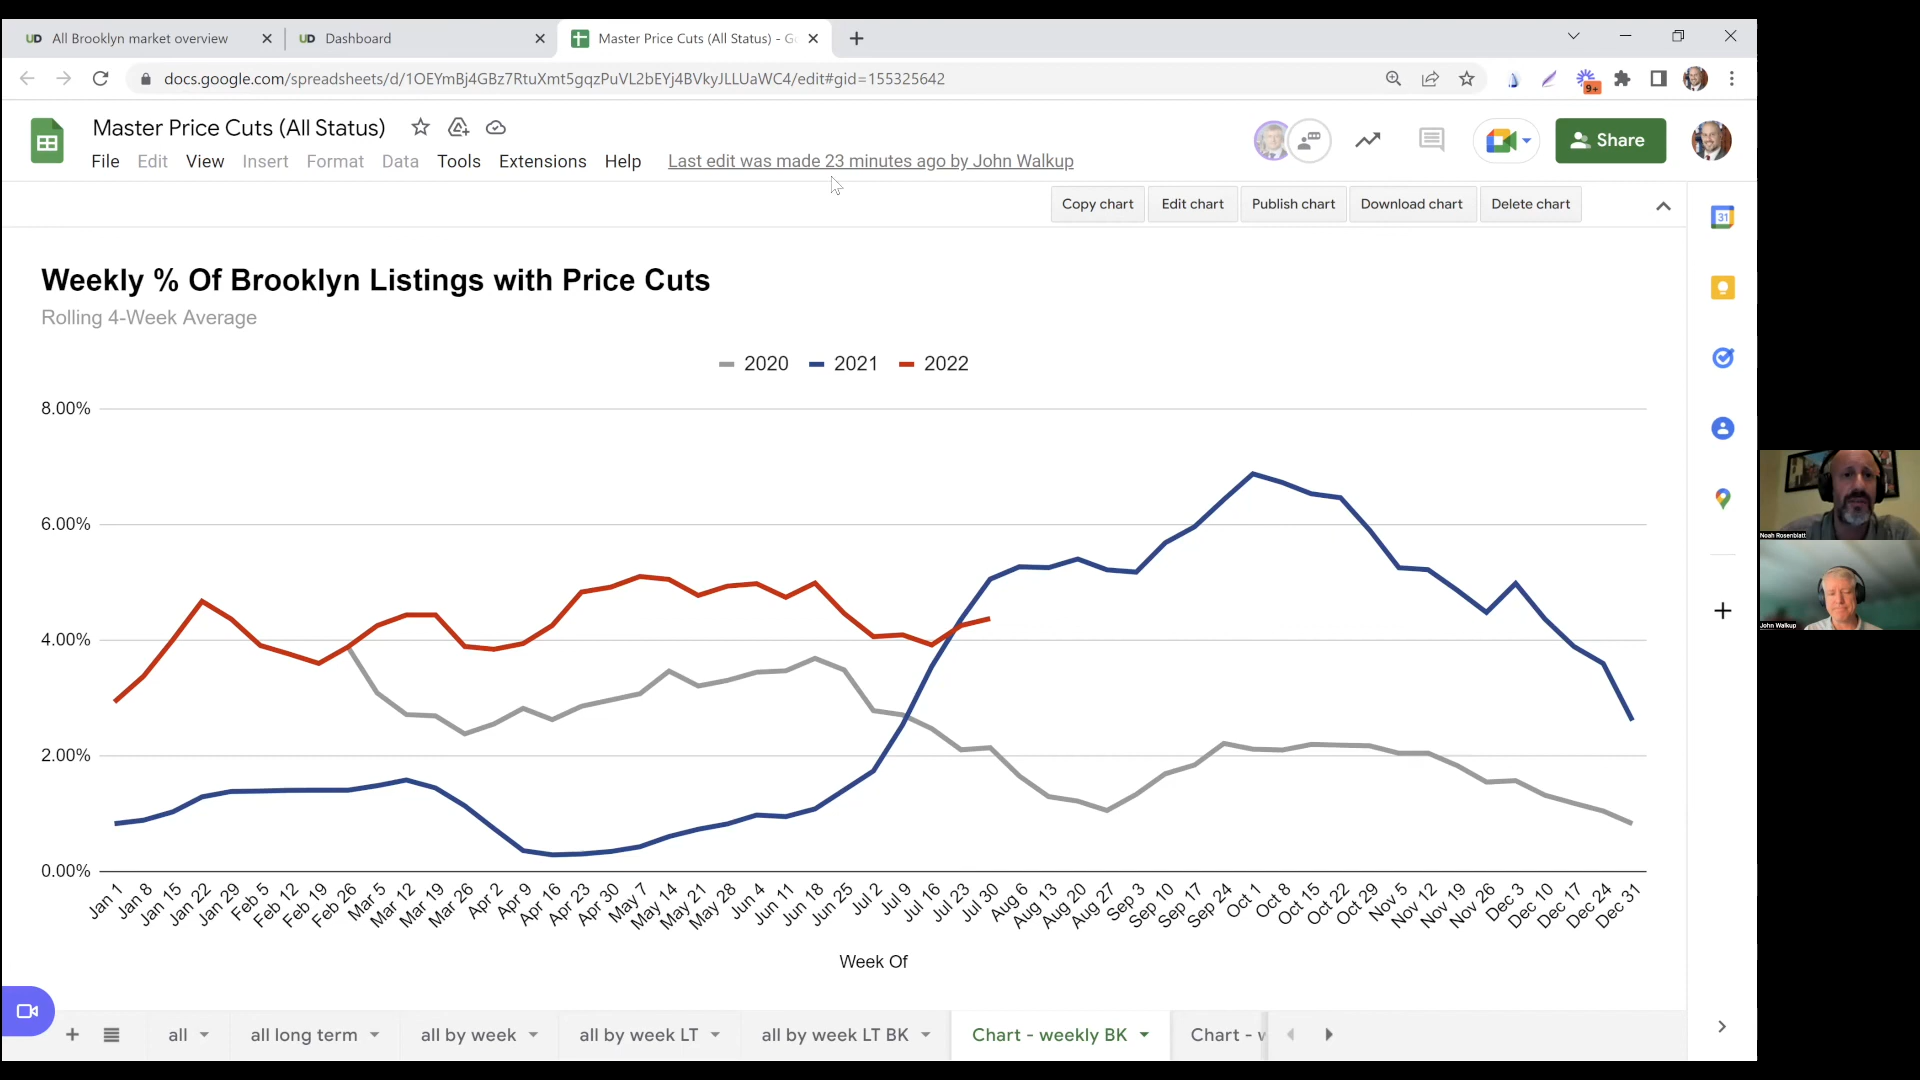 UD All Brooklyn market overview
UD Dashboard
Master Price Cuts (All Status) - G
docs.google.com/spreadsheets/d/1OEYmBj4GBz7RtuXmt5gqzPuVL2bEYj4BVkyJLLUaWC4/edit#gid=155325642
9+
Master Price Cuts (All Status)
File Edit View Insert Format Data Tools Extensions Help Last edit was made 23 minutes ago by John Walkup
Share
Copy chart Edit chart Publish chart Download chart Delete chart
31
Weekly % Of Brooklyn Listings with Price Cuts
Rolling 4-Week Average
2020 2021 2022
8.00%
6.00%
4.00%
2.00%
0.00%
Jan 1 Jan 8 Jan 15 Jan 22 Jan 29 Feb 5 Feb 12 Feb 19 Feb 26 Mar 5 Mar 12 Mar 19 Mar 26 Apr 2 Apr 9 Apr 16 Apr 23 Apr 30 May 7 May 14 May 21 May 28 Jun 4 Jun 11 Jun 18 Jun 25 Jul 2 Jul 9 Jul 16 Jul 23 Jul 30 Aug 6 Aug 13 Aug 20 Aug 27 Sep 3 Sep 10 Sep 17 Sep 24 Oct 1 Oct 8 Oct 15 Oct 22 Oct 29 Nov 5 Nov 12 Nov 19 Nov 26 Dec 3 Dec 10 Dec 17 Dec 24 Dec 31
Week Of
Noah Rosenblatt
John Walkup
all all long term all by week all by week LT all by week LT BK Chart - weekly BK Chart - w